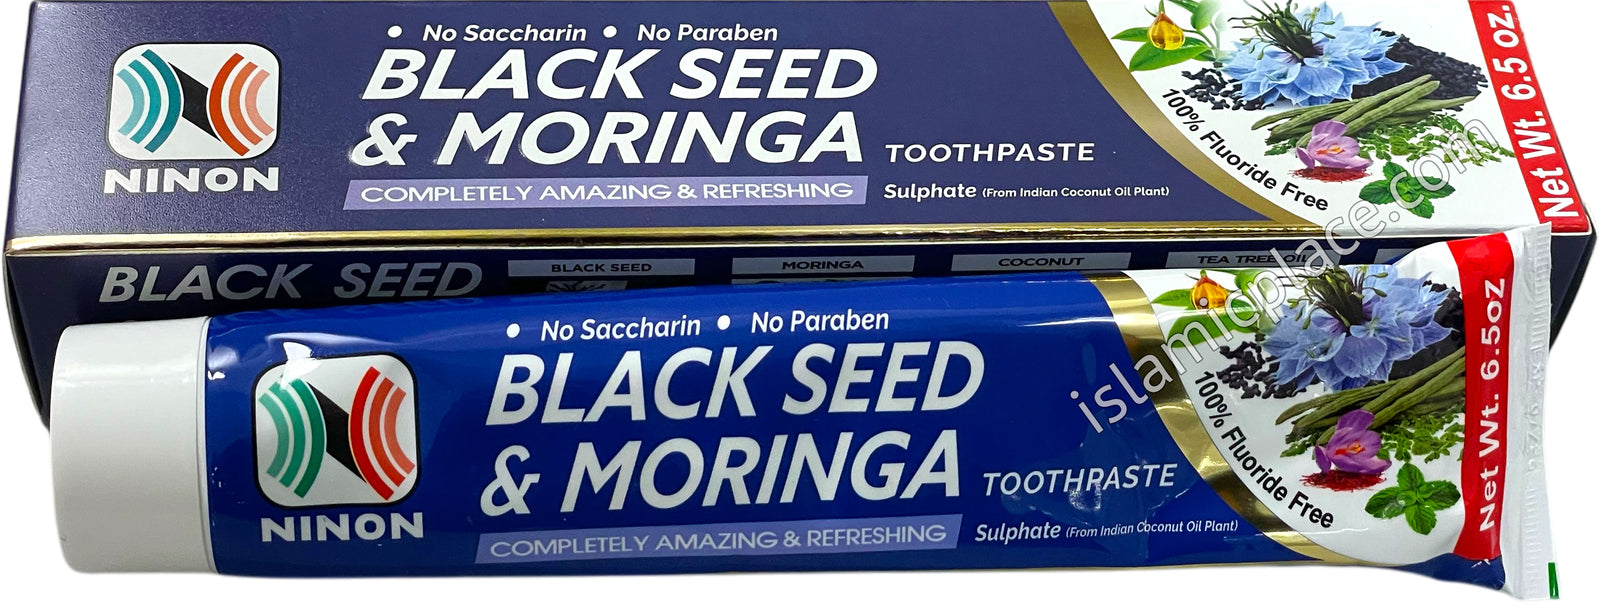 • No Saccharin • No Paraben
BLACK SEED
& MORINGA TOOTHPASTE
COMPLETELY AMAZING & REFRESHING
Sulphate (From Indian Coconut Oil Plant)
NINON
100% Fluoride Free
Net Wt. 6.5 oz.
BLACK SEED
BLACK SEED
MORINGA
COCONUT
TEA TREE OIL
• No Saccharin • No Paraben
BLACK SEED
& MORINGA TOOTHPASTE
COMPLETELY AMAZING & REFRESHING
Sulphate (From Indian Coconut Oil Plant)
NINON
100% Fluoride Free
Net Wt. 6.5oz
islamicplace.com